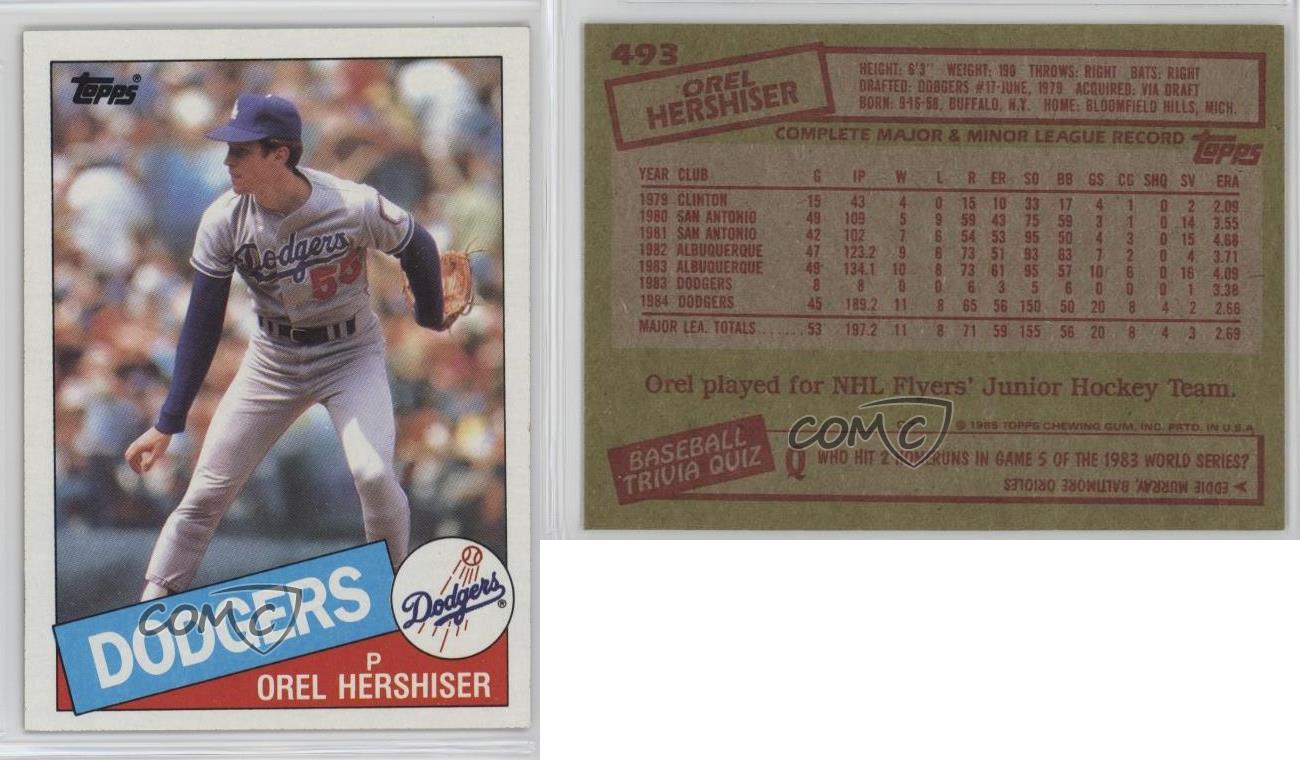 Topps®
Dodgers
55
DODGERS
COMC
Dodgers®
P
OREL HERSHISER
493
OREL
HERSHISER
HEIGHT: 6'3" WEIGHT: 190 THROWS: RIGHT BATS: RIGHT
DRAFTED: DODGERS #17-JUNE, 1979 ACQUIRED: VIA DRAFT
BORN: 9-16-58, BUFFALO, N.Y. HOME: BLOOMFIELD HILLS, MICH.
COMPLETE MAJOR & MINOR LEAGUE RECORD Topps
YEAR CLUB G IP W L R ER SO BB GS CG SHO SV ERA
1979 CLINTON 15 43 4 0 15 10 33 17 4 1 0 2 2.09
1980 SAN ANTONIO 49 109 5 9 59 43 75 59 3 1 0 14 3.55
1981 SAN ANTONIO 42 102 7 6 54 53 95 50 4 3 0 15 4.68
1982 ALBUQUERQUE 47 123.2 9 6 73 51 93 63 7 2 0 4 3.71
1983 ALBUQUERQUE 49 134.1 10 8 73 61 95 57 10 6 0 16 4.09
1983 DODGERS 8 8 0 0 6 3 5 6 0 0 0 1 3.38
1984 DODGERS 45 189.2 11 8 65 56 150 50 20 8 4 2 2.66
MAJOR LEA. TOTALS...... 53 197.2 11 8 71 59 155 56 20 8 4 3 2.69
Orel played for NHL Flyers' Junior Hockey Team.
COMC
© 1985 TOPPS CHEWING GUM, INC. PRTD. IN U.S.A.
BASEBALL
TRIVIA QUIZ
Q WHO HIT 2 HOMERUNS IN GAME 5 OF THE 1983 WORLD SERIES?
EDDIE MURRAY, BALTIMORE ORIOLES